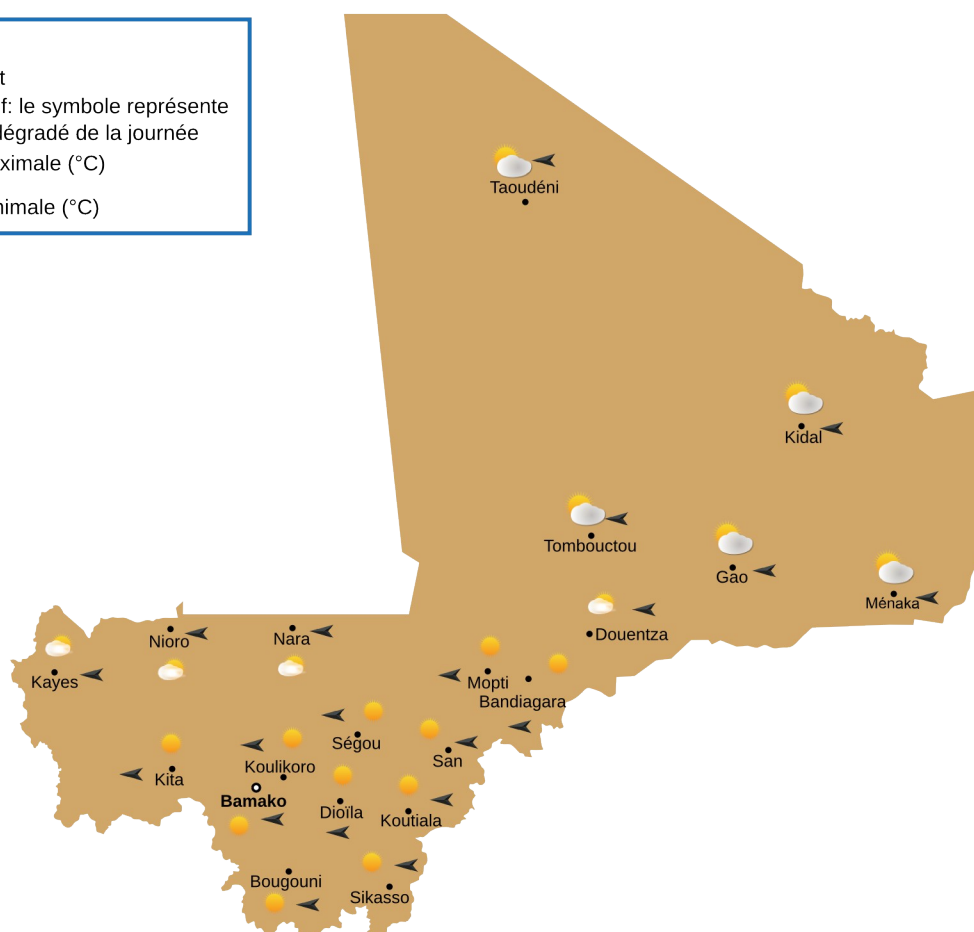 t
f: le symbole représente
dégradé de la journée
ximale (°C)
nimale (°C)
Taoudéni
Kidal
Tombouctou
Gao
Ménaka
Douentza
Nioro
Nara
Kayes
Mopti
Bandiagara
Ségou
San
Koulikoro
Kita
Bamako
Dioïla
Koutiala
Bougouni
Sikasso